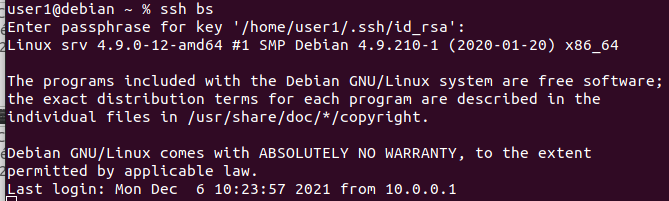 user1@debian ~ % ssh bs
Enter passphrase for key '/home/user1/.ssh/id_rsa':
Linux srv 4.9.0-12-amd64 #1 SMP Debian 4.9.210-1 (2020-01-20) x86_64

The programs included with the Debian GNU/Linux system are free software;
the exact distribution terms for each program are described in the
individual files in /usr/share/doc/*/copyright.

Debian GNU/Linux comes with ABSOLUTELY NO WARRANTY, to the extent
permitted by applicable law.
Last login: Mon Dec  6 10:23:57 2021 from 10.0.0.1